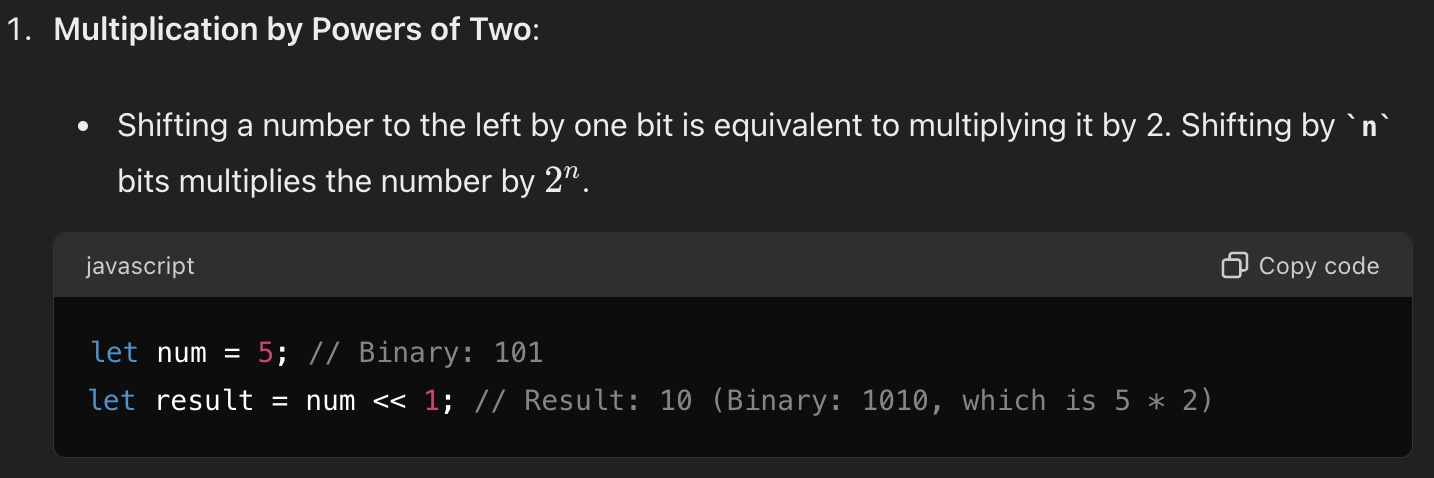 1. Multiplication by Powers of Two:
• Shifting a number to the left by one bit is equivalent to multiplying it by 2. Shifting by `n`
bits multiplies the number by 2ⁿ.
javascript Copy code
let num = 5; // Binary: 101
let result = num << 1; // Result: 10 (Binary: 1010, which is 5 * 2)